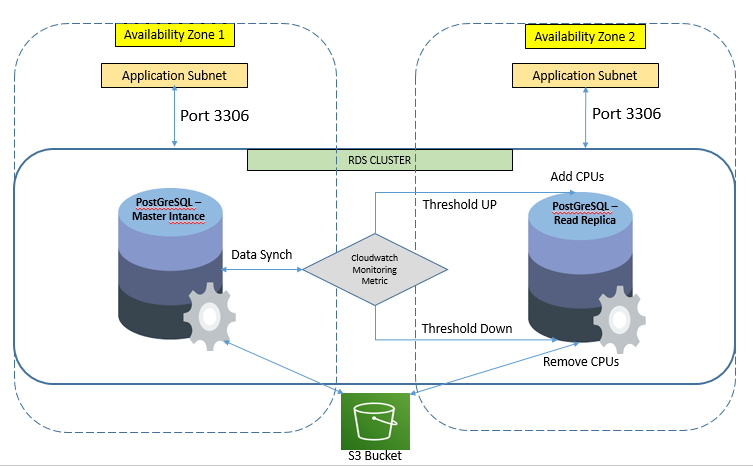 Availability Zone 1
Availability Zone 2
Application Subnet
Application Subnet
Port 3306
Port 3306
RDS CLUSTER
Add CPUs
PostGreSQL –
Master Intance
Threshold UP
PostGreSQL –
Read Replica
Data Synch
Cloudwatch
Monitoring
Metric
Threshold Down
Remove CPUs
S3 Bucket